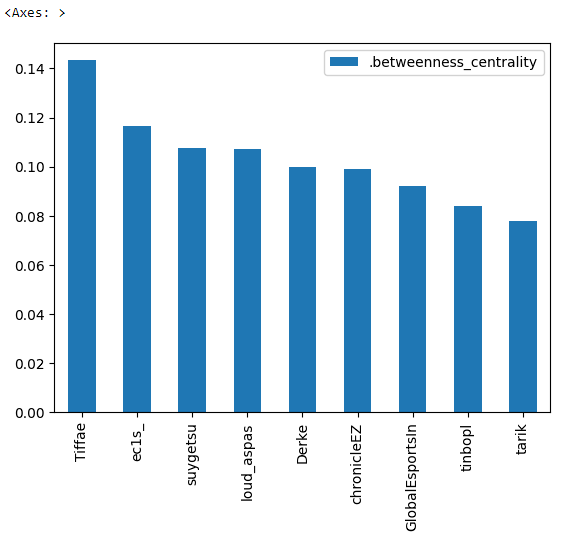 <Axes: >
.betweenness_centrality
0.14
0.12
0.10
0.08
0.06
0.04
0.02
0.00
Tiffae
ec1s_
suygetsu
loud_aspas
Derke
chronicleEZ
GlobalEsportsIn
tinbopl
tarik